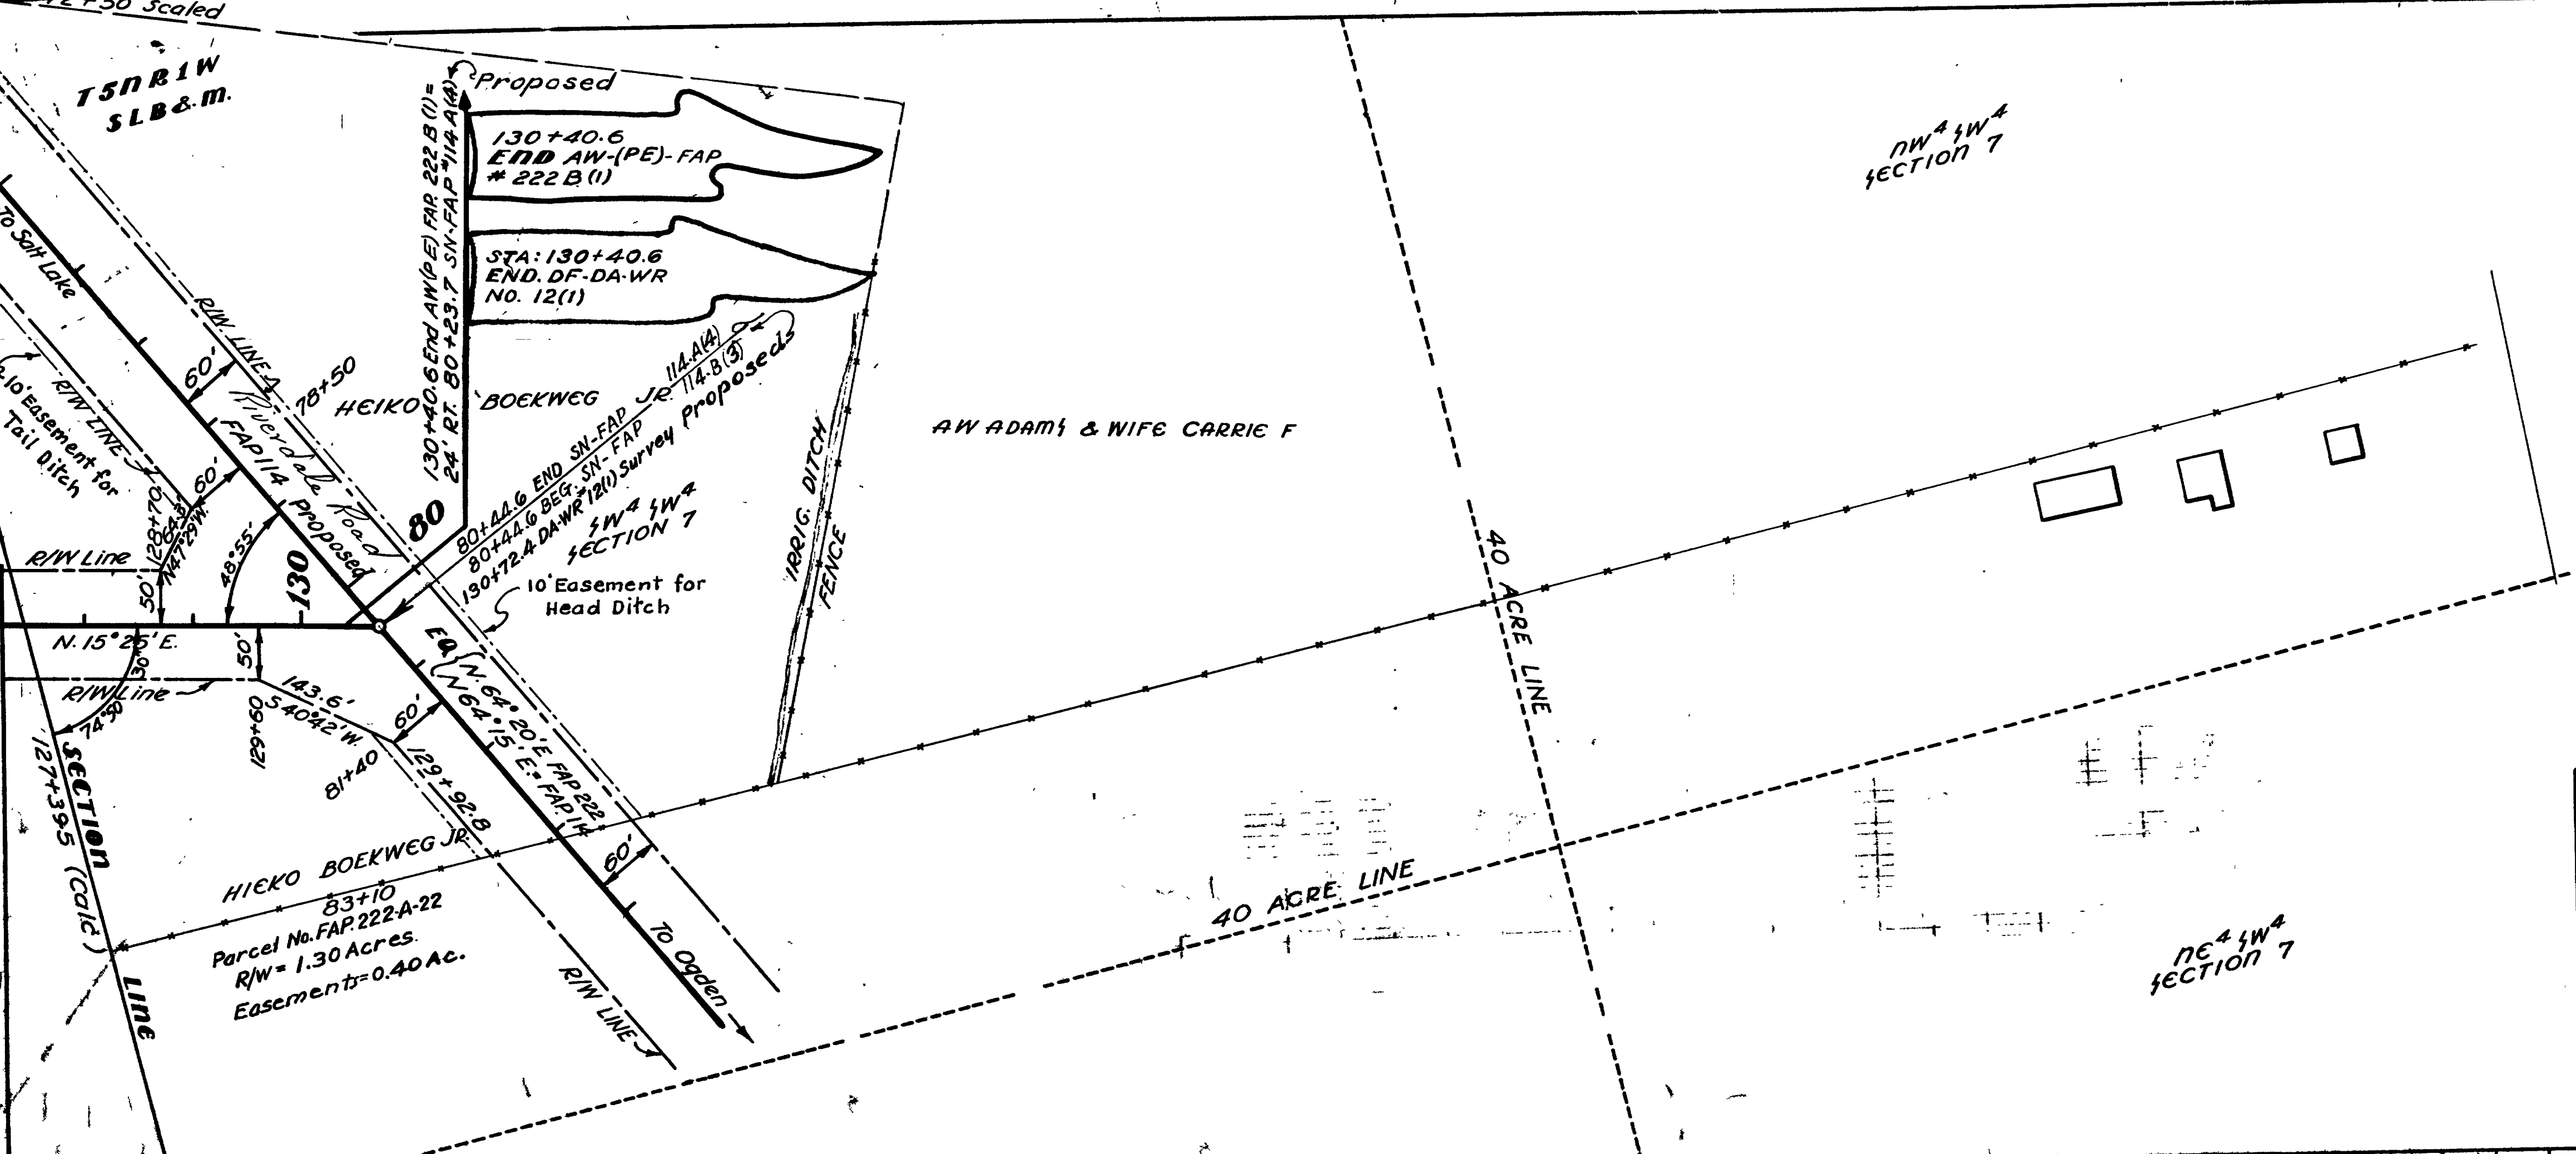 2+50 Scaled
T5N R1W
SLB&M.
Proposed
130+40.6
END AW-(PE)-FAP
# 222 B (1)
STA: 130+40.6
END. DF-DA-WR
NO. 12(1)
130+40.6 End AW(PE) FAP. 222 B (1) =
24' RT. 80+23.7 SN-FAP #114 A(4)
NW4 SW4
SECTION 7
To Salt Lake
R/W LINE
60'
78+50
Riverdale Road
FAP 114 Proposed
HEIKO BOEKWEG JR.
10' Easement for
Tail Ditch
R/W LINE
60'
80
80+44.6 END SN-FAP 114-A(4)
80+44.6 BEG. SN-FAP 114-B(3)
130+72.4 DA-WR #12(1) Survey Proposeds
SW4 SW4
SECTION 7
IRRIG. DITCH
FENCE
AW ADAMS & WIFE CARRIE F
40 ACRE LINE
R/W Line
50'
128+70
64.3'
N47°29'W.
48°55'
130
10' Easement for
Head Ditch
N. 15°25' E.
50'
R/W Line
74°50'30"
143.6'
S 40°42' W.
129+60
60'
81+40
129+92.8
EQ
N. 64°20' E FAP 222
N 64°15' E. = FAP. 114
60'
SECTION LINE
127+39.5 (Calc'd)
HIEKO BOEKWEG JR.
83+10
Parcel No. FAP. 222-A-22
R/W = 1.30 Acres.
Easements = 0.40 Ac.
R/W LINE
To Ogden
40 ACRE LINE
NE4 SW4
SECTION 7